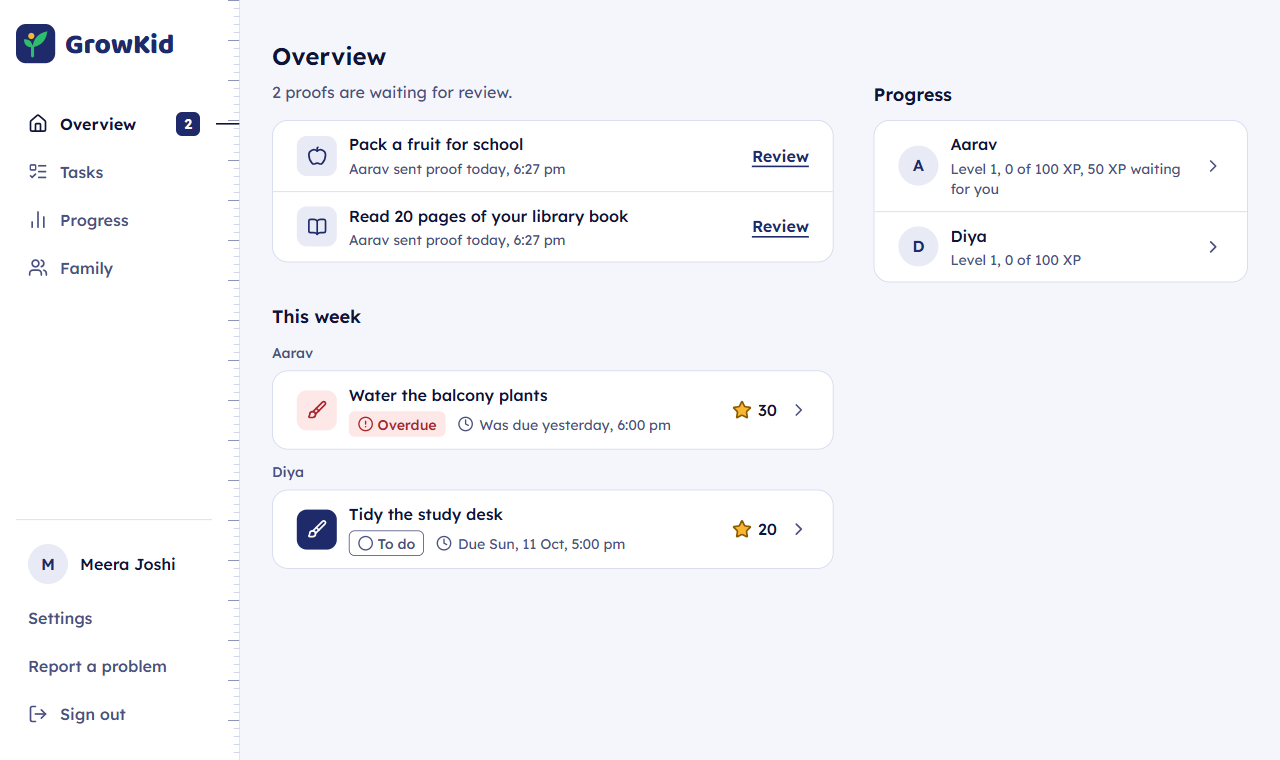 GrowKid
Overview 2
Tasks
Progress
Family
M Meera Joshi
Settings
Report a problem
Sign out
Overview
2 proofs are waiting for review.
Pack a fruit for school
Aarav sent proof today, 6:27 pm
Review
Read 20 pages of your library book
Aarav sent proof today, 6:27 pm
Review
This week
Aarav
Water the balcony plants
Overdue Was due yesterday, 6:00 pm
30
Diya
Tidy the study desk
To do Due Sun, 11 Oct, 5:00 pm
20
Progress
A
Aarav
Level 1, 0 of 100 XP, 50 XP waiting
for you
D
Diya
Level 1, 0 of 100 XP